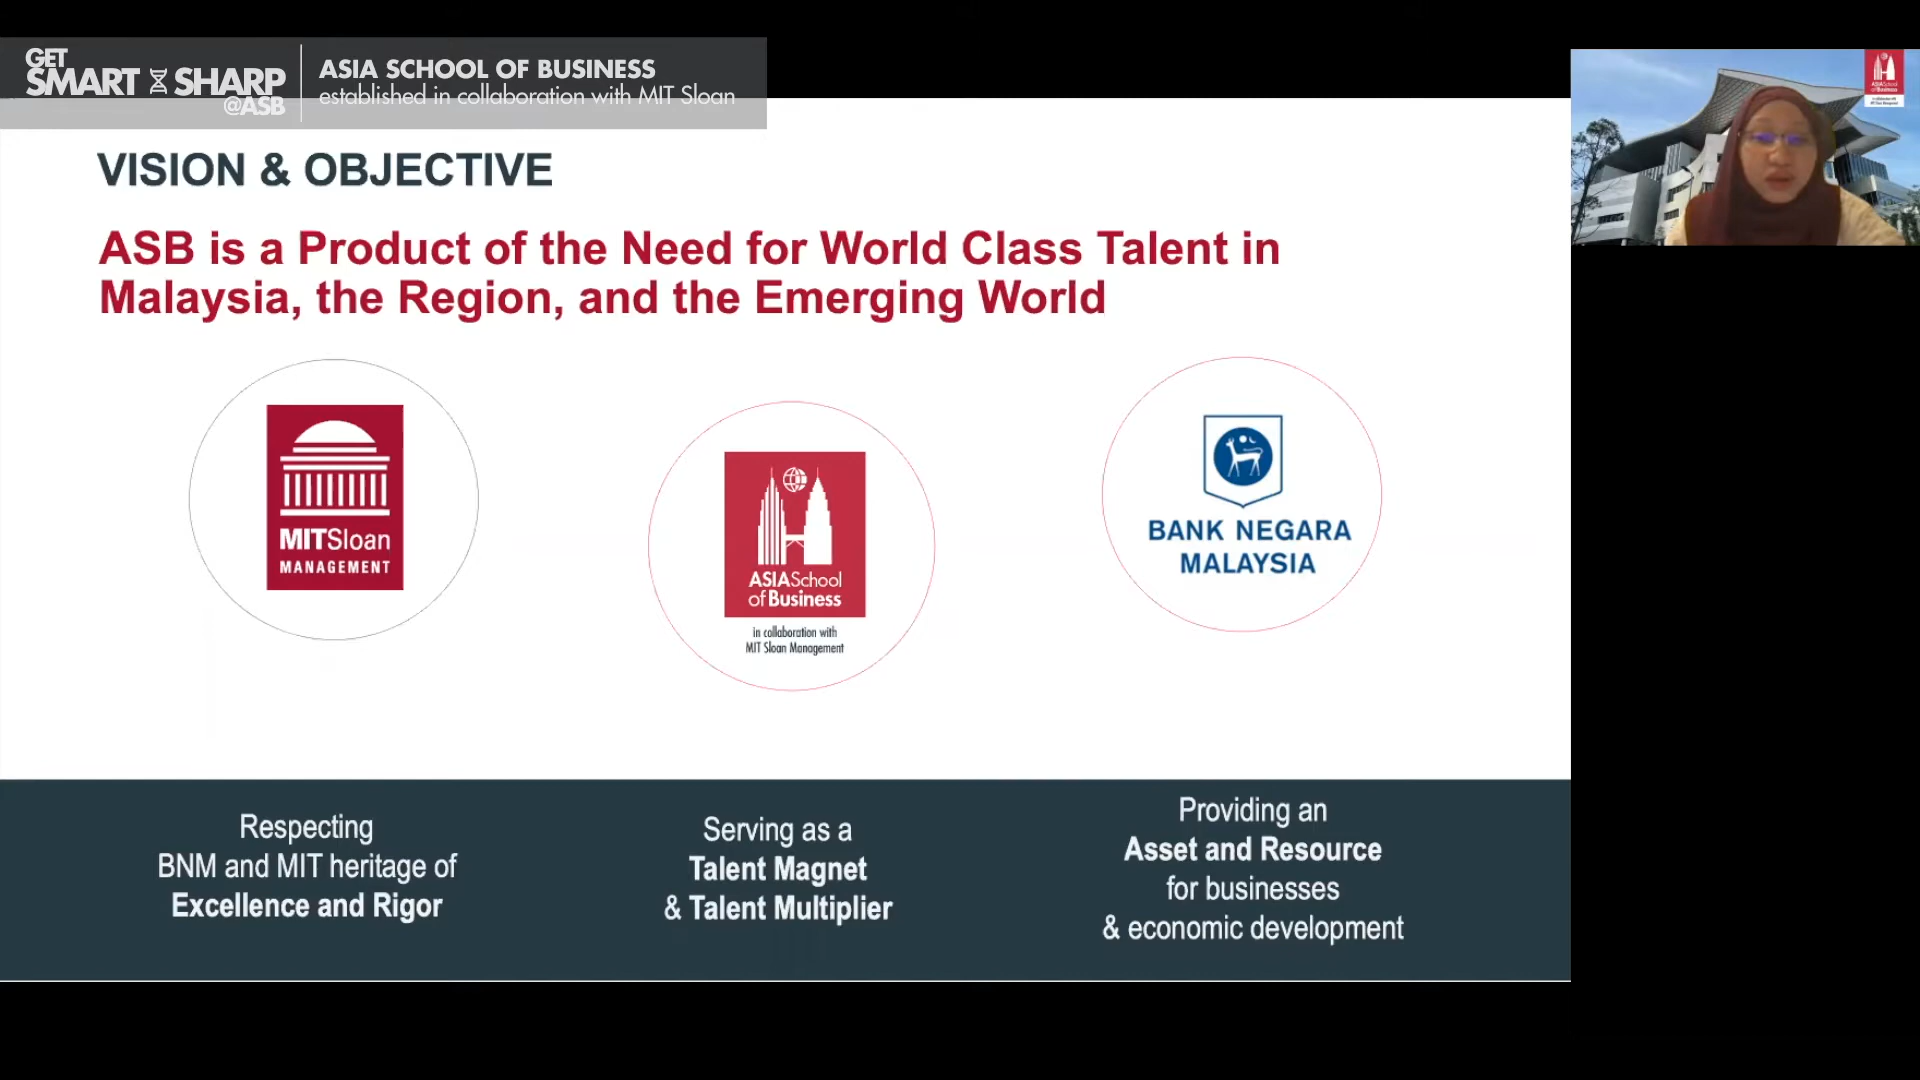 GET
SMART SHARP
@ASB
ASIA SCHOOL OF BUSINESS
established in collaboration with MIT Sloan
VISION & OBJECTIVE
ASB is a Product of the Need for World Class Talent in
Malaysia, the Region, and the Emerging World
MITSloan
MANAGEMENT
ASIASchool
of Business
in collaboration with
MIT Sloan Management
BANK NEGARA
MALAYSIA
Respecting
BNM and MIT heritage of
Excellence and Rigor
Serving as a
Talent Magnet
& Talent Multiplier
Providing an
Asset and Resource
for businesses
& economic development
ASIASchool
of Business